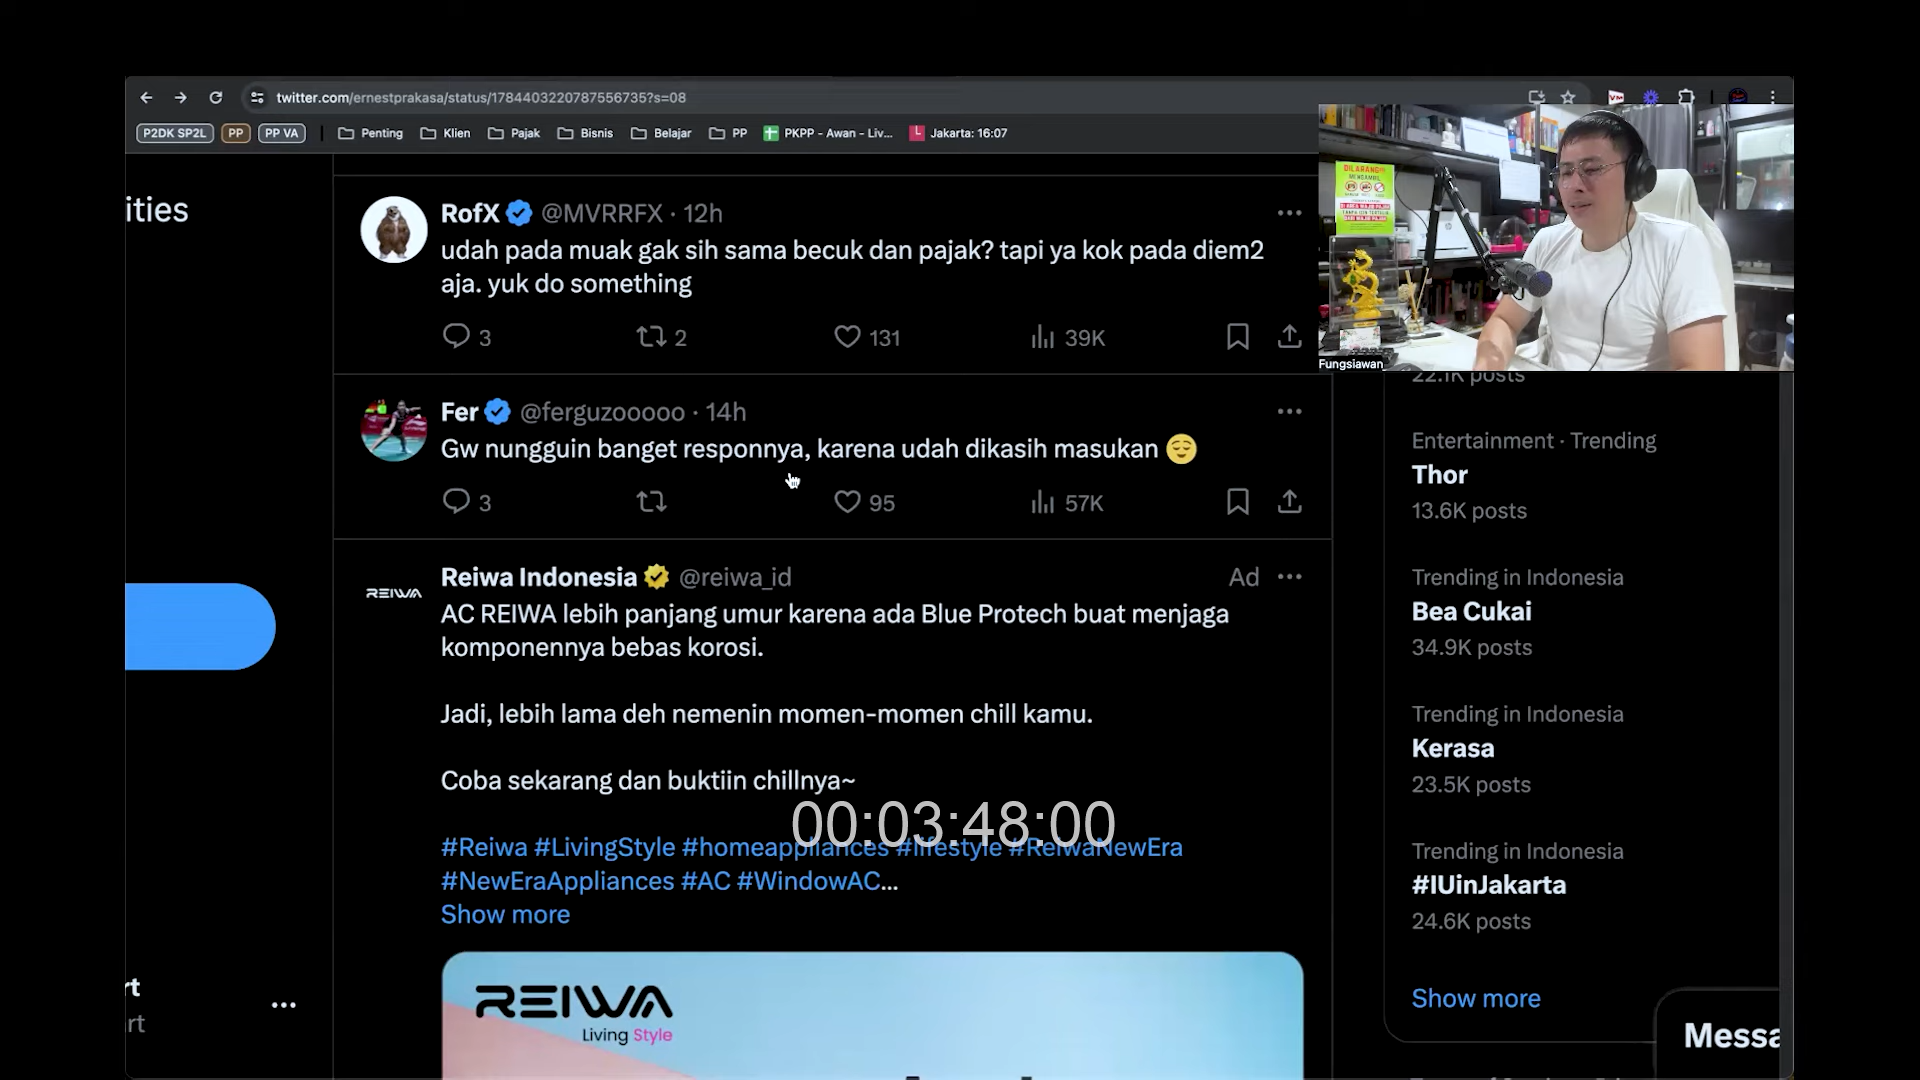 twitter.com/ernestprakasa/status/1784403220787556735?s=08
P2DK SP2L PP PP VA Penting Klien Pajak Bisnis Belajar PP PKPP - Awan - Liv... Jakarta: 16:07
ities
RofX @MVRRFX · 12h
udah pada muak gak sih sama becuk dan pajak? tapi ya kok pada diem2
aja. yuk do something
3 2 131 39K
Fer @ferguzooooo · 14h
Gw nungguin banget responnya, karena udah dikasih masukan
3 95 57K
Reiwa Indonesia @reiwa_id Ad
REIWA
AC REIWA lebih panjang umur karena ada Blue Protech buat menjaga
komponennya bebas korosi.
Jadi, lebih lama deh nemenin momen-momen chill kamu.
Coba sekarang dan buktiin chillnya~
00:03:48:00
#Reiwa #LivingStyle #homeappliances #lifestyle #ReiwaNewEra
#NewEraAppliances #AC #WindowAC...
Show more
REIWA
Living Style
rt
rt
DILARANG!!!
MENGAMBIL
Fungsiawan
22.1K posts
Entertainment · Trending
Thor
13.6K posts
Trending in Indonesia
Bea Cukai
34.9K posts
Trending in Indonesia
Kerasa
23.5K posts
Trending in Indonesia
#IUinJakarta
24.6K posts
Show more
Messa